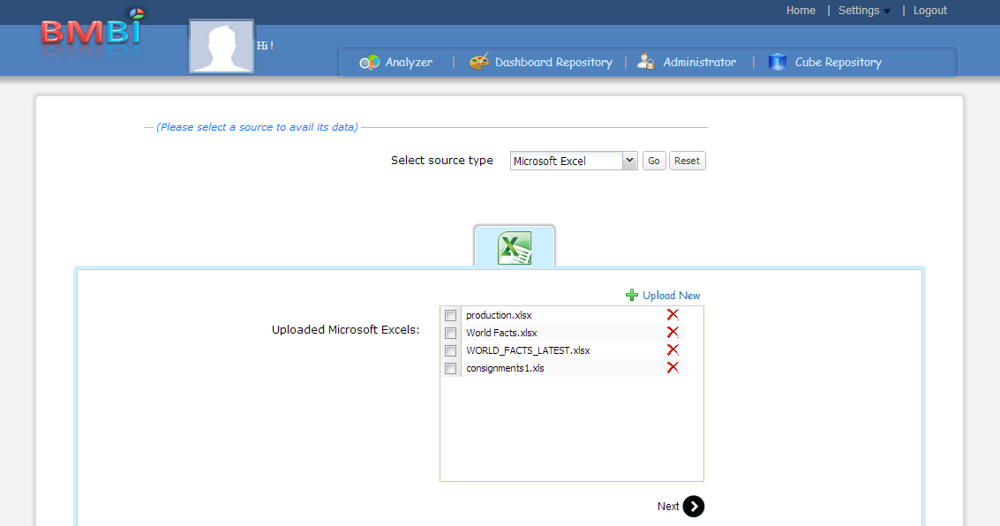 Home | Settings | Logout
BMBi
Hi !
Analyzer | Dashboard Repository | Administrator | Cube Repository
(Please select a source to avail its data)
Select source type Microsoft Excel Go Reset
Upload New
Uploaded Microsoft Excels:
production.xlsx
World Facts.xlsx
WORLD_FACTS_LATEST.xlsx
consignments1.xls
Next